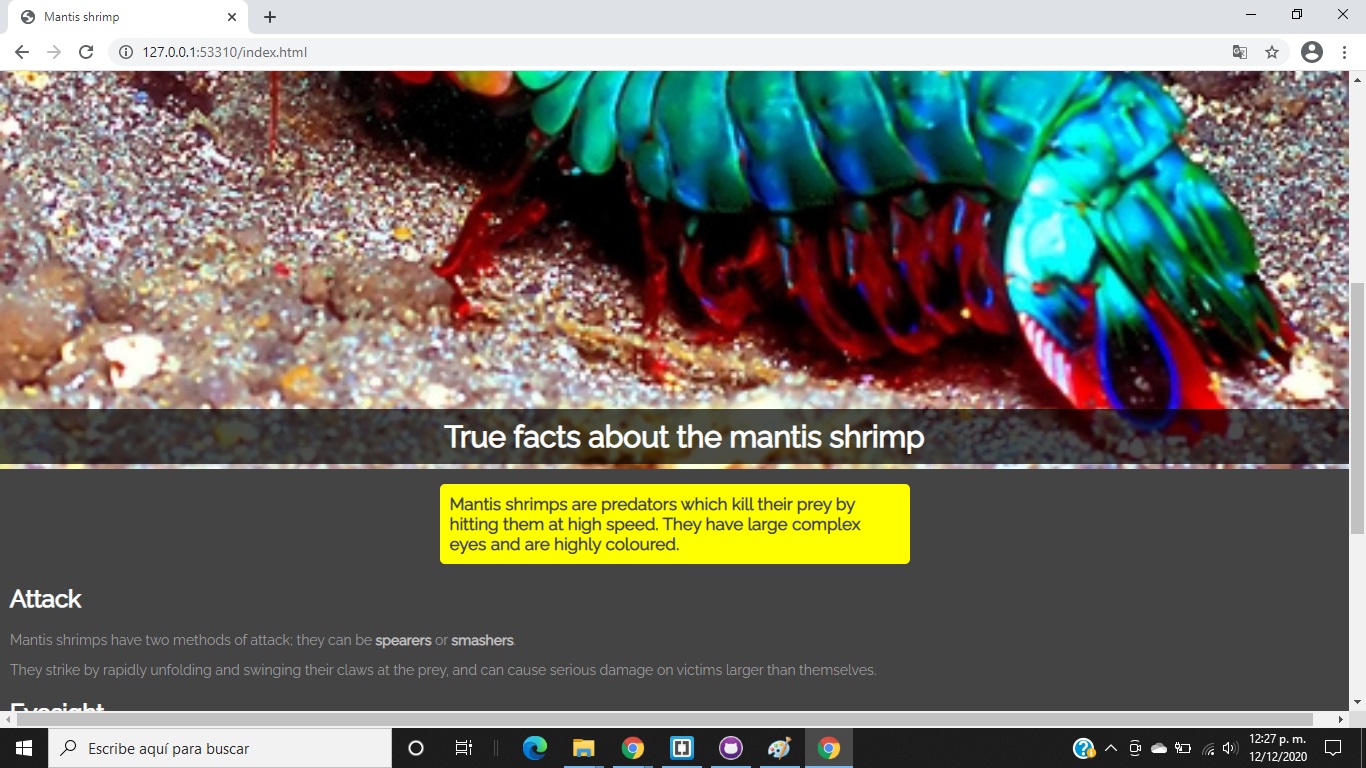 Mantis shrimp
127.0.0.1:53310/index.html
True facts about the mantis shrimp
Mantis shrimps are predators which kill their prey by
hitting them at high speed. They have large complex
eyes and are highly coloured.
Attack
Mantis shrimps have two methods of attack; they can be spearers or smashers.
They strike by rapidly unfolding and swinging their claws at the prey, and can cause serious damage on victims larger than themselves.
Eyesight
Escribe aquí para buscar
12:27 p. m.
12/12/2020